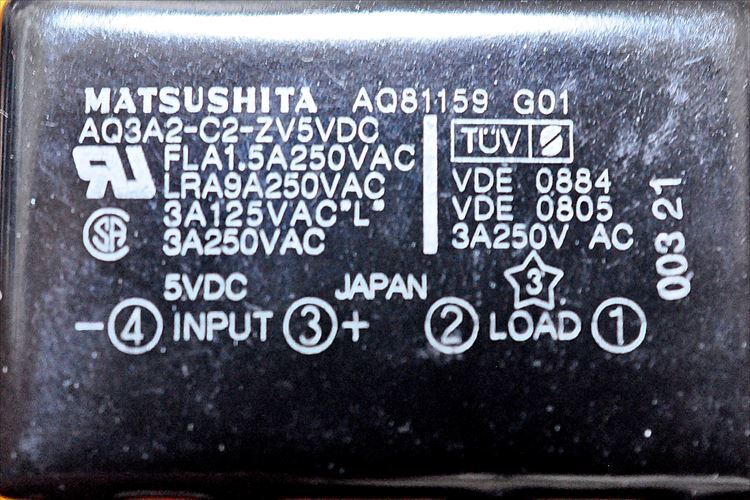 MATSUSHITA AQ81159 G01
AQ3A2-C2-ZV5VDC
FLA1.5A250VAC
LRA9A250VAC
3A125VAC"L"
3A250VAC
TÜV
VDE 0884
VDE 0805
3A250V AC
003 21
5VDC JAPAN 3
-4 INPUT 3+ 2 LOAD 1